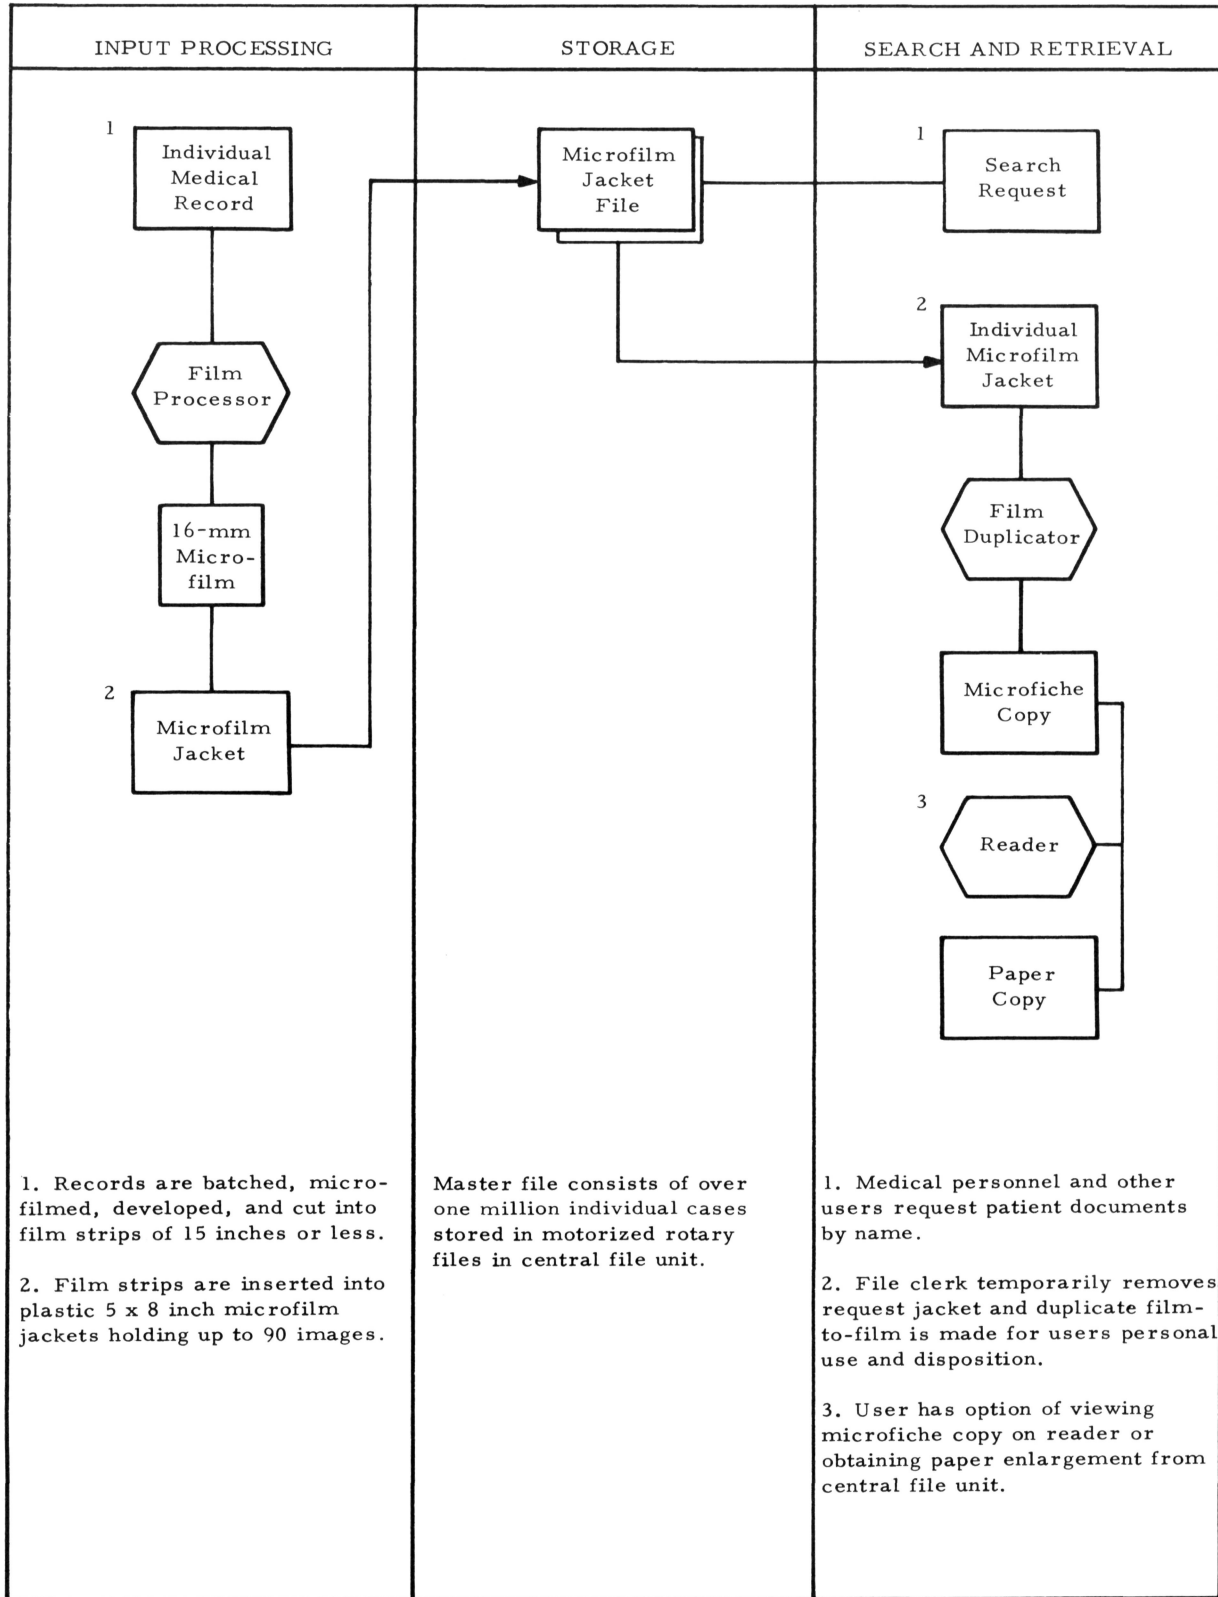 INPUT PROCESSING
STORAGE
SEARCH AND RETRIEVAL
1
Individual
Medical
Record
Film
Processor
16-mm
Micro-
film
2
Microfilm
Jacket
1. Records are batched, micro-
filmed, developed, and cut into
film strips of 15 inches or less.
2. Film strips are inserted into
plastic 5 x 8 inch microfilm
jackets holding up to 90 images.
Microfilm
Jacket
File
Master file consists of over
one million individual cases
stored in motorized rotary
files in central file unit.
1
Search
Request
2
Individual
Microfilm
Jacket
Film
Duplicator
Microfiche
Copy
3
Reader
Paper
Copy
1. Medical personnel and other
users request patient documents
by name.
2. File clerk temporarily removes
request jacket and duplicate film-
to-film is made for users personal
use and disposition.
3. User has option of viewing
microfiche copy on reader or
obtaining paper enlargement from
central file unit.